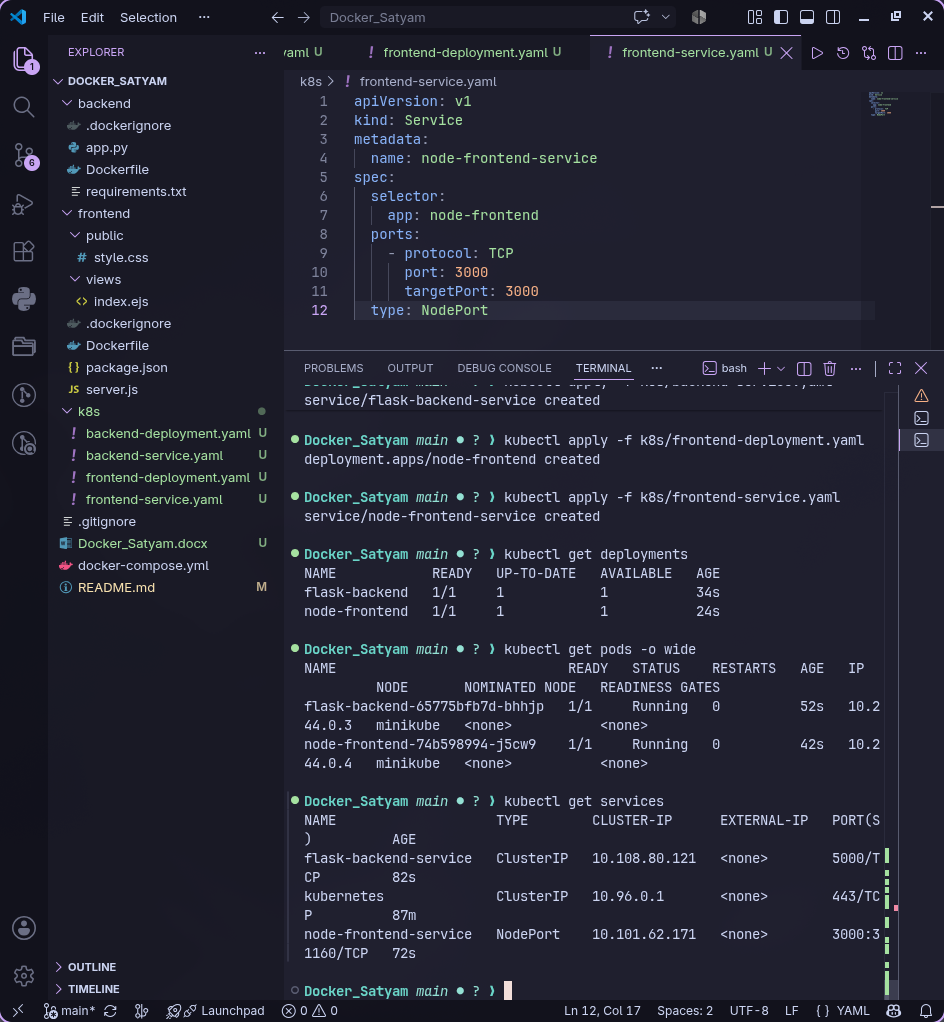 File Edit Selection ··· Docker_Satyam
EXPLORER ···
1
6
DOCKER_SATYAM
backend
.dockerignore
app.py
Dockerfile
requirements.txt
frontend
public
# style.css
views
<> index.ejs
.dockerignore
Dockerfile
{} package.json
JS server.js
k8s
! backend-deployment.yaml U
! backend-service.yaml U
! frontend-deployment.yaml U
! frontend-service.yaml U
.gitignore
Docker_Satyam.docx U
docker-compose.yml
README.md M
OUTLINE
TIMELINE
yaml U ! frontend-deployment.yaml U ! frontend-service.yaml U
k8s > ! frontend-service.yaml
1 apiVersion: v1
2 kind: Service
3 metadata:
4 name: node-frontend-service
5 spec:
6 selector:
7 app: node-frontend
8 ports:
9 - protocol: TCP
10 port: 3000
11 targetPort: 3000
12 type: NodePort
PROBLEMS OUTPUT DEBUG CONSOLE TERMINAL ··· bash
service/flask-backend-service created
Docker_Satyam main ● ? ❯ kubectl apply -f k8s/frontend-deployment.yaml
deployment.apps/node-frontend created
Docker_Satyam main ● ? ❯ kubectl apply -f k8s/frontend-service.yaml
service/node-frontend-service created
Docker_Satyam main ● ? ❯ kubectl get deployments
NAME READY UP-TO-DATE AVAILABLE AGE
flask-backend 1/1 1 1 34s
node-frontend 1/1 1 1 24s
Docker_Satyam main ● ? ❯ kubectl get pods -o wide
NAME READY STATUS RESTARTS AGE IP
NODE NOMINATED NODE READINESS GATES
flask-backend-65775bfb7d-bhhjp 1/1 Running 0 52s 10.2
44.0.3 minikube <none> <none>
node-frontend-74b598994-j5cw9 1/1 Running 0 42s 10.2
44.0.4 minikube <none> <none>
Docker_Satyam main ● ? ❯ kubectl get services
NAME TYPE CLUSTER-IP EXTERNAL-IP PORT(S
) AGE
flask-backend-service ClusterIP 10.108.80.121 <none> 5000/T
CP 82s
kubernetes ClusterIP 10.96.0.1 <none> 443/TC
P 87m
node-frontend-service NodePort 10.101.62.171 <none> 3000:3
1160/TCP 72s
Docker_Satyam main ● ? ❯
main* Launchpad 0 0 Ln 12, Col 17 Spaces: 2 UTF-8 LF {} YAML